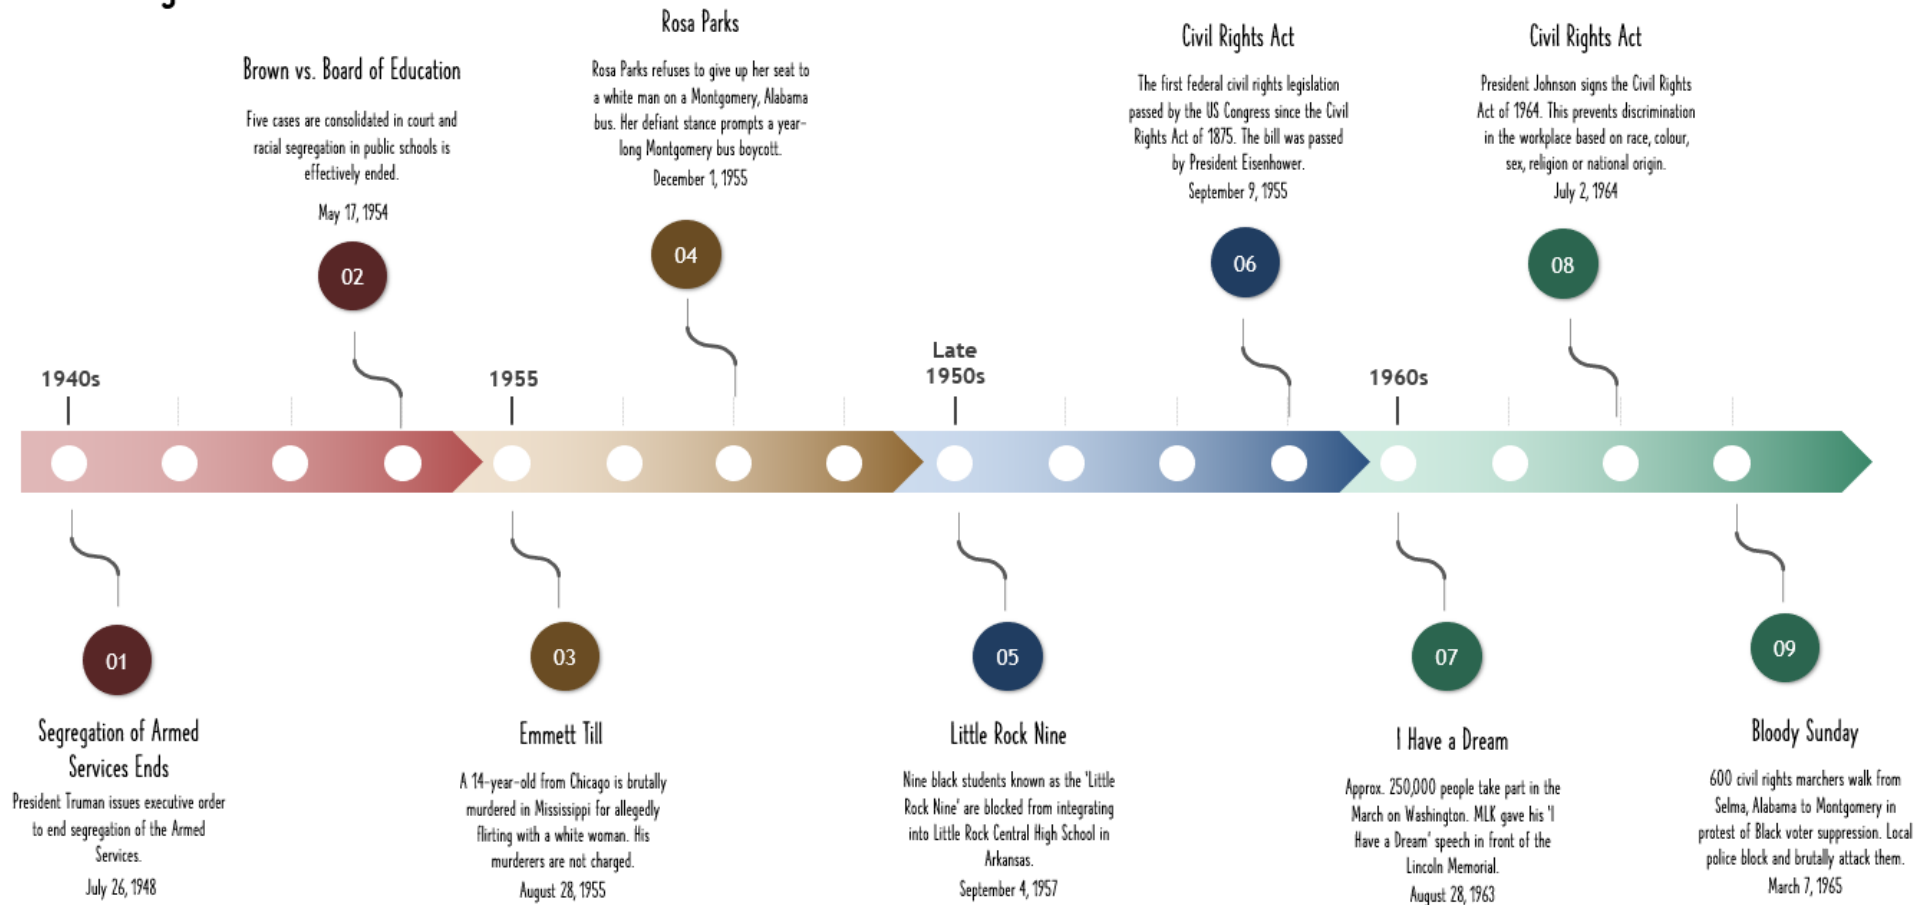 Brown vs. Board of Education
Five cases are consolidated in court and
racial segregation in public schools is
effectively ended.
May 17, 1954
02
Rosa Parks
Rosa Parks refuses to give up her seat to
a white man on a Montgomery, Alabama
bus. Her defiant stance prompts a year-
long Montgomery bus boycott.
December 1, 1955
04
Civil Rights Act
The first federal civil rights legislation
passed by the US Congress since the Civil
Rights Act of 1875. The bill was passed
by President Eisenhower.
September 9, 1955
06
Civil Rights Act
President Johnson signs the Civil Rights
Act of 1964. This prevents discrimination
in the workplace based on race, colour,
sex, religion or national origin.
July 2, 1964
08
1940s
1955
Late
1950s
1960s
01
Segregation of Armed
Services Ends
President Truman issues executive order
to end segregation of the Armed
Services.
July 26, 1948
03
Emmett Till
A 14-year-old from Chicago is brutally
murdered in Mississippi for allegedly
flirting with a white woman. His
murderers are not charged.
August 28, 1955
05
Little Rock Nine
Nine black students known as the 'Little
Rock Nine' are blocked from integrating
into Little Rock Central High School in
Arkansas.
September 4, 1957
07
I Have a Dream
Approx. 250,000 people take part in the
March on Washington. MLK gave his 'I
Have a Dream' speech in front of the
Lincoln Memorial.
August 28, 1963
09
Bloody Sunday
600 civil rights marchers walk from
Selma, Alabama to Montgomery in
protest of Black voter suppression. Local
police block and brutally attack them.
March 7, 1965